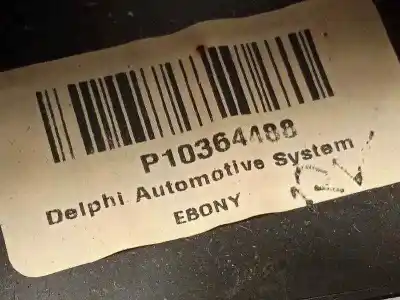 P10364488
Delphi Automotive System
EBONY